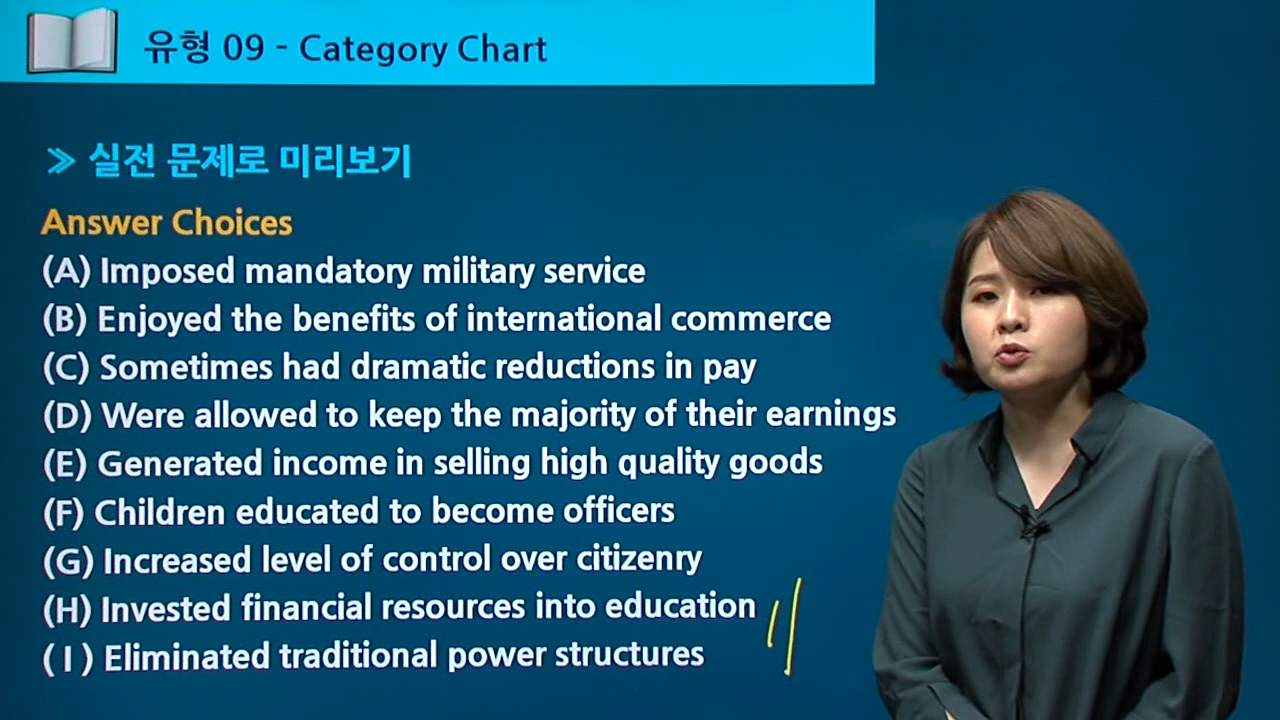 유형 09 - Category Chart
≫ 실전 문제로 미리보기
Answer Choices
(A) Imposed mandatory military service
(B) Enjoyed the benefits of international commerce
(C) Sometimes had dramatic reductions in pay
(D) Were allowed to keep the majority of their earnings
(E) Generated income in selling high quality goods
(F) Children educated to become officers
(G) Increased level of control over citizenry
(H) Invested financial resources into education
( I ) Eliminated traditional power structures